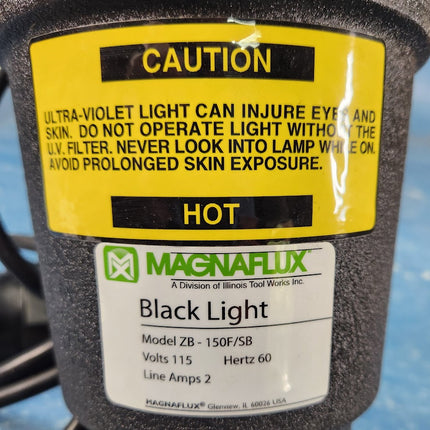 CAUTION
ULTRA-VIOLET LIGHT CAN INJURE EYES AND
SKIN. DO NOT OPERATE LIGHT WITHOUT THE
U.V. FILTER. NEVER LOOK INTO LAMP WHILE ON.
AVOID PROLONGED SKIN EXPOSURE.
HOT
MAGNAFLUX™
A Division of Illinois Tool Works Inc.
Black Light
Model ZB - 150F/SB
Volts 115 Hertz 60
Line Amps 2
MAGNAFLUX® Glenview, IL 60026 USA